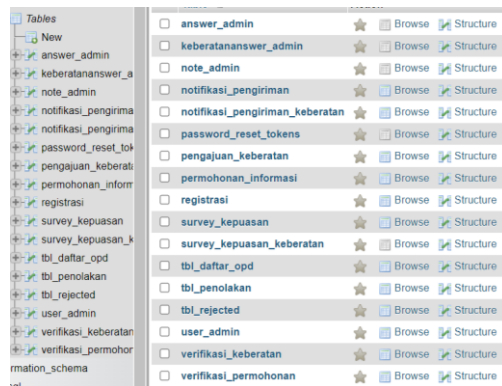 Tables
New
answer_admin
keberatananswer_a
note_admin
notifikasi_pengirima
notifikasi_pengirima
password_reset_tok
pengajuan_keberata
permohonan_inform
registrasi
survey_kepuasan
survey_kepuasan_k
tbl_daftar_opd
tbl_penolakan
tbl_rejected
user_admin
verifikasi_keberatan
verifikasi_permohor
rmation_schema
answer_admin Browse Structure
keberatananswer_admin Browse Structure
note_admin Browse Structure
notifikasi_pengiriman Browse Structure
notifikasi_pengiriman_keberatan Browse Structure
password_reset_tokens Browse Structure
pengajuan_keberatan Browse Structure
permohonan_informasi Browse Structure
registrasi Browse Structure
survey_kepuasan Browse Structure
survey_kepuasan_keberatan Browse Structure
tbl_daftar_opd Browse Structure
tbl_penolakan Browse Structure
tbl_rejected Browse Structure
user_admin Browse Structure
verifikasi_keberatan Browse Structure
verifikasi_permohonan Browse Structure